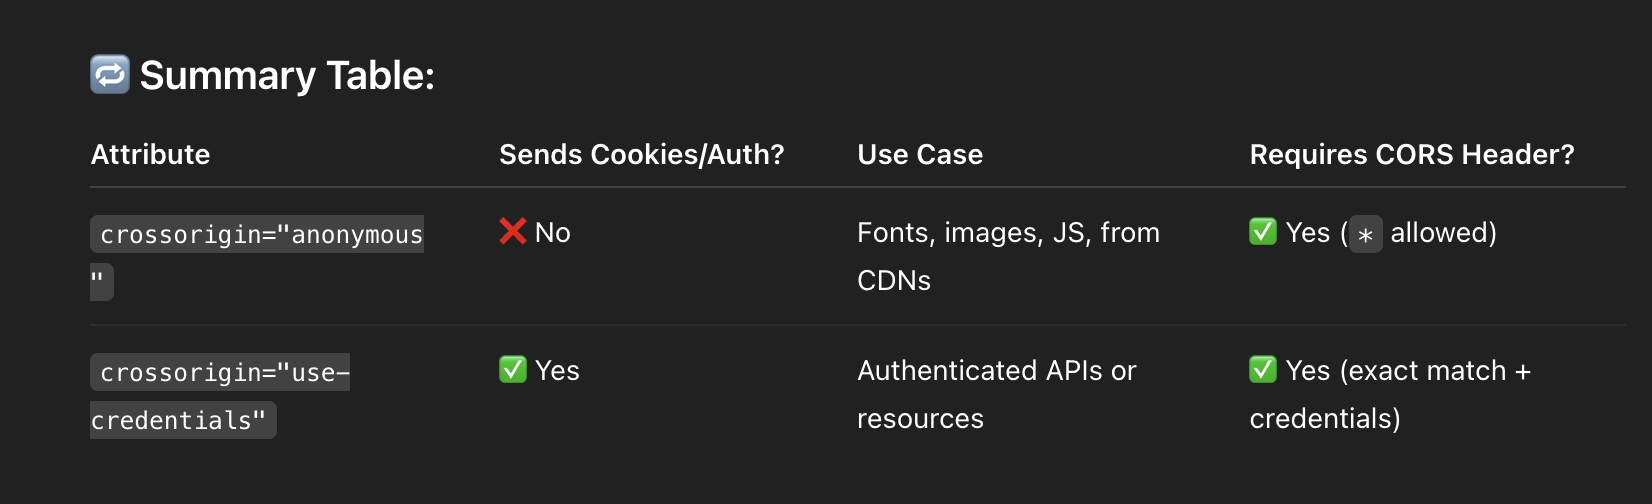 🔁 Summary Table:
Attribute Sends Cookies/Auth? Use Case Requires CORS Header?
crossorigin="anonymous ❌ No Fonts, images, JS, from ✅ Yes (* allowed)
" CDNs
crossorigin="use- ✅ Yes Authenticated APIs or ✅ Yes (exact match +
credentials" resources credentials)